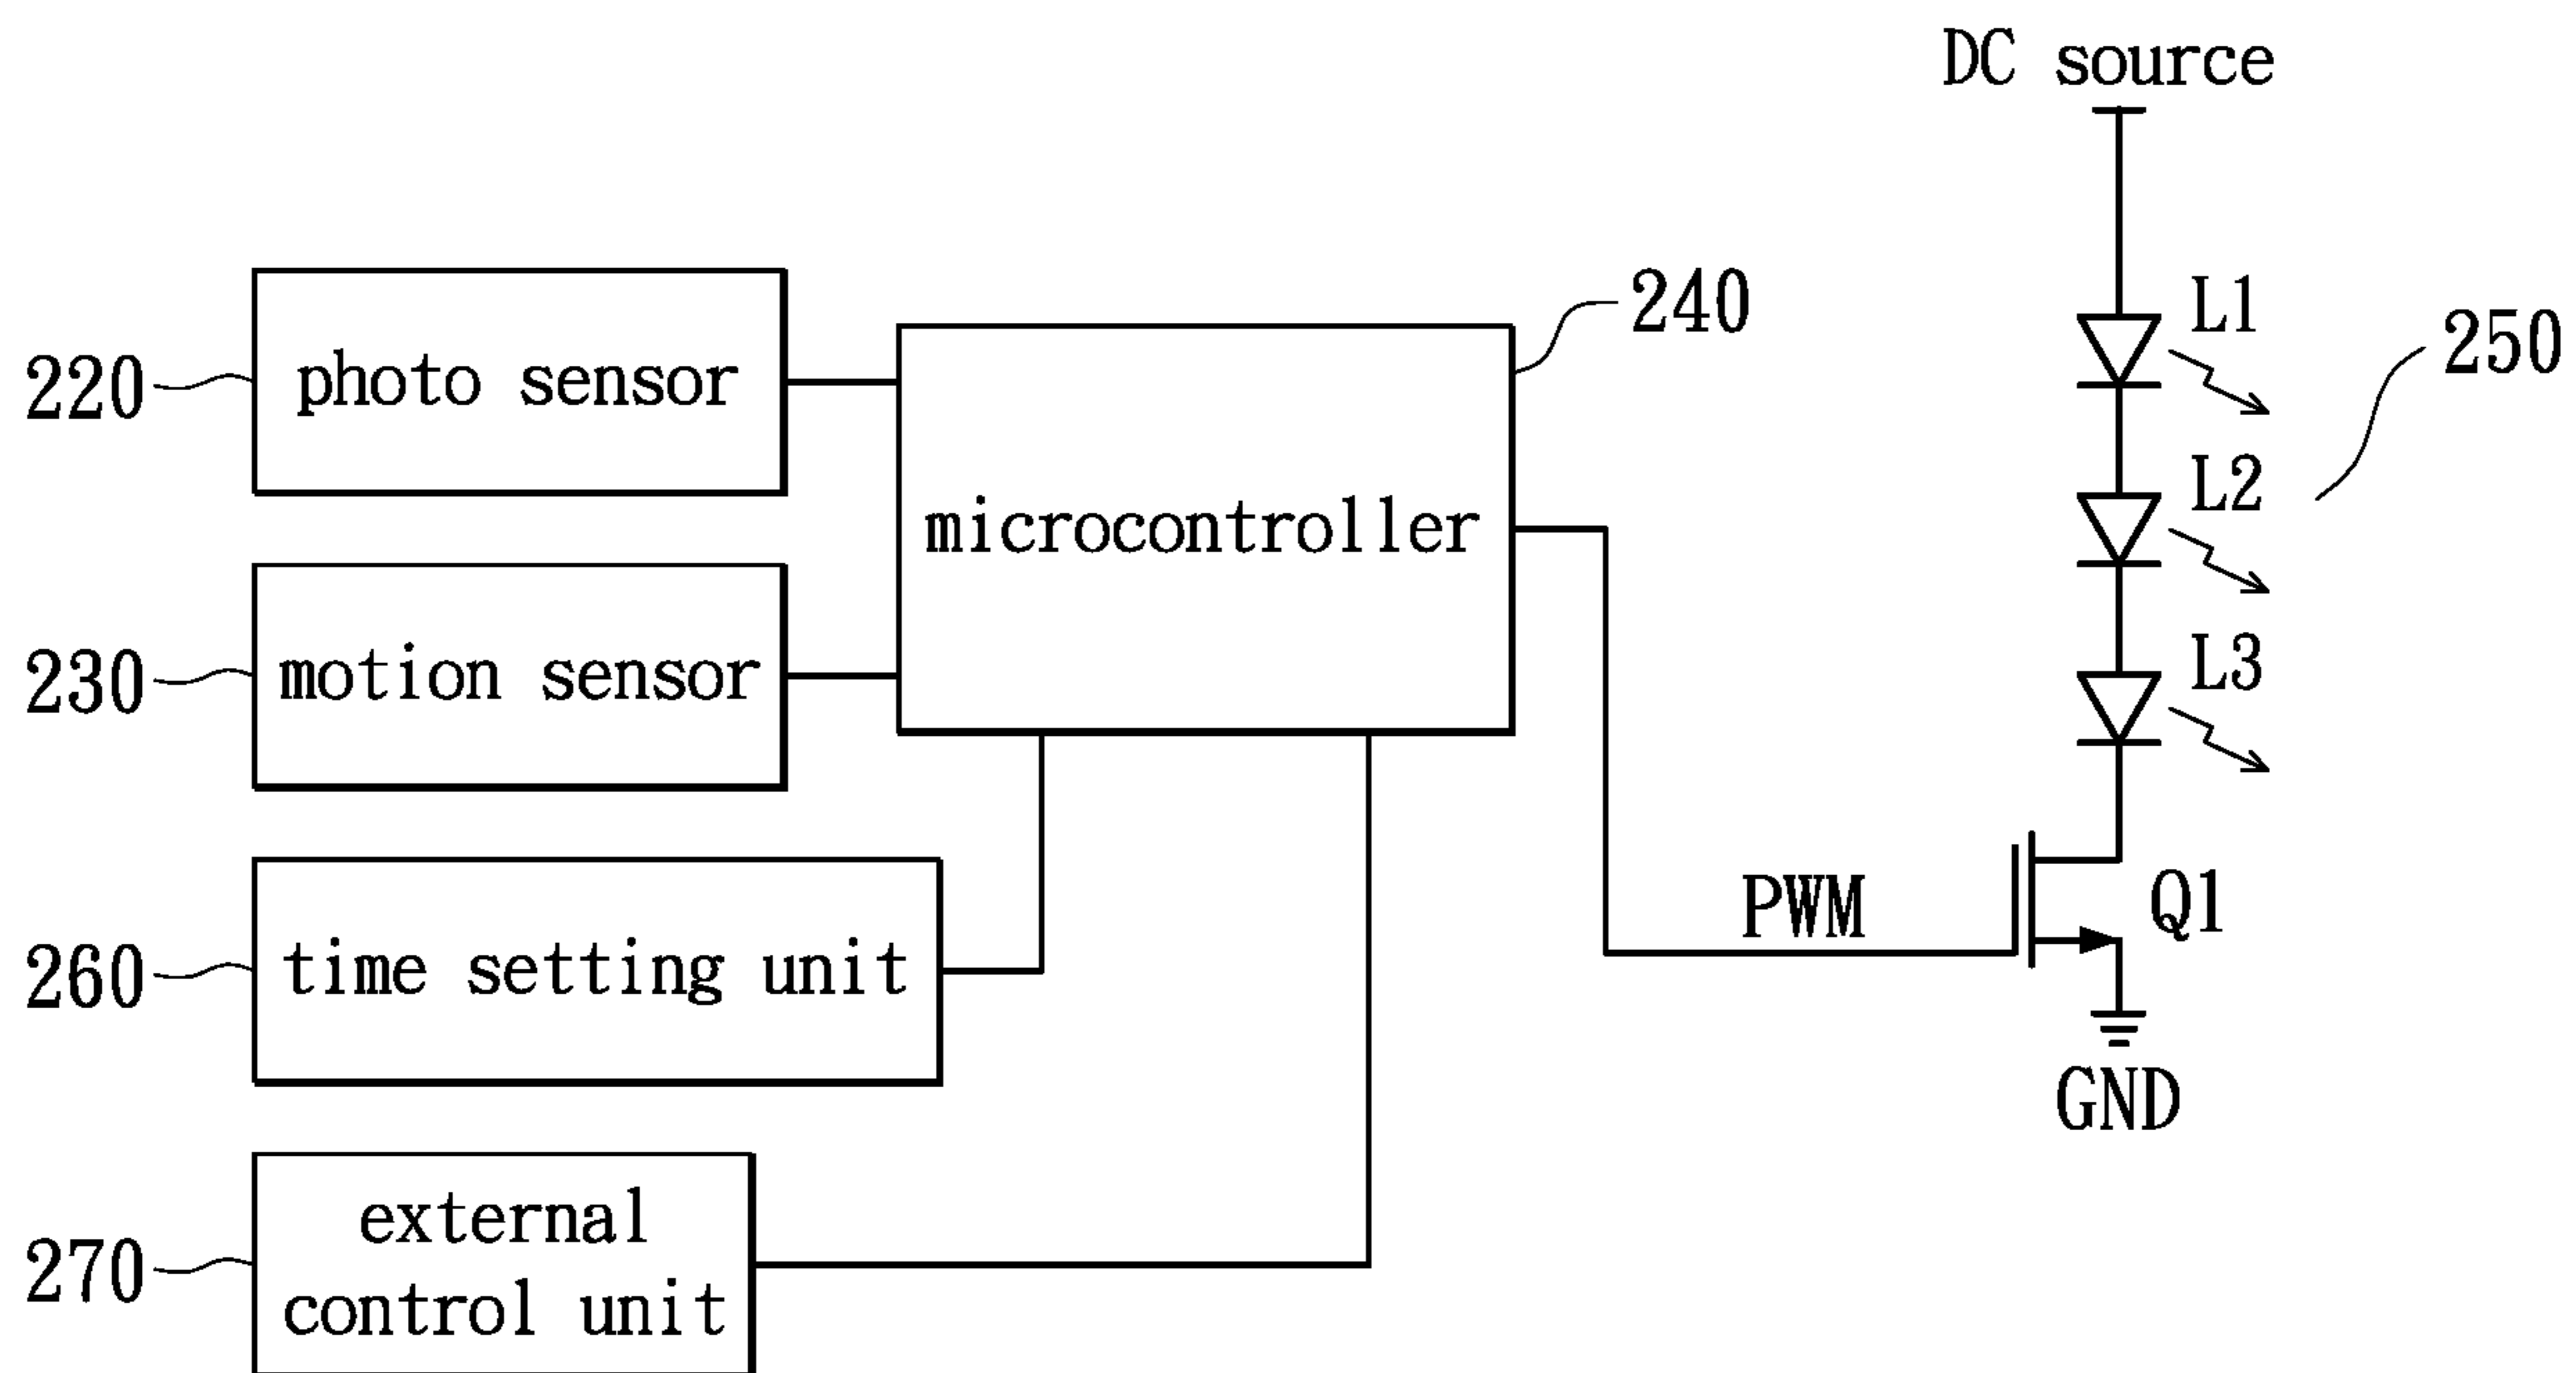 DC source
L1
240
250
220
photo sensor
L2
microcontroller
L3
230
motion sensor
PWM
Q1
260
time setting unit
GND
270
external
control unit